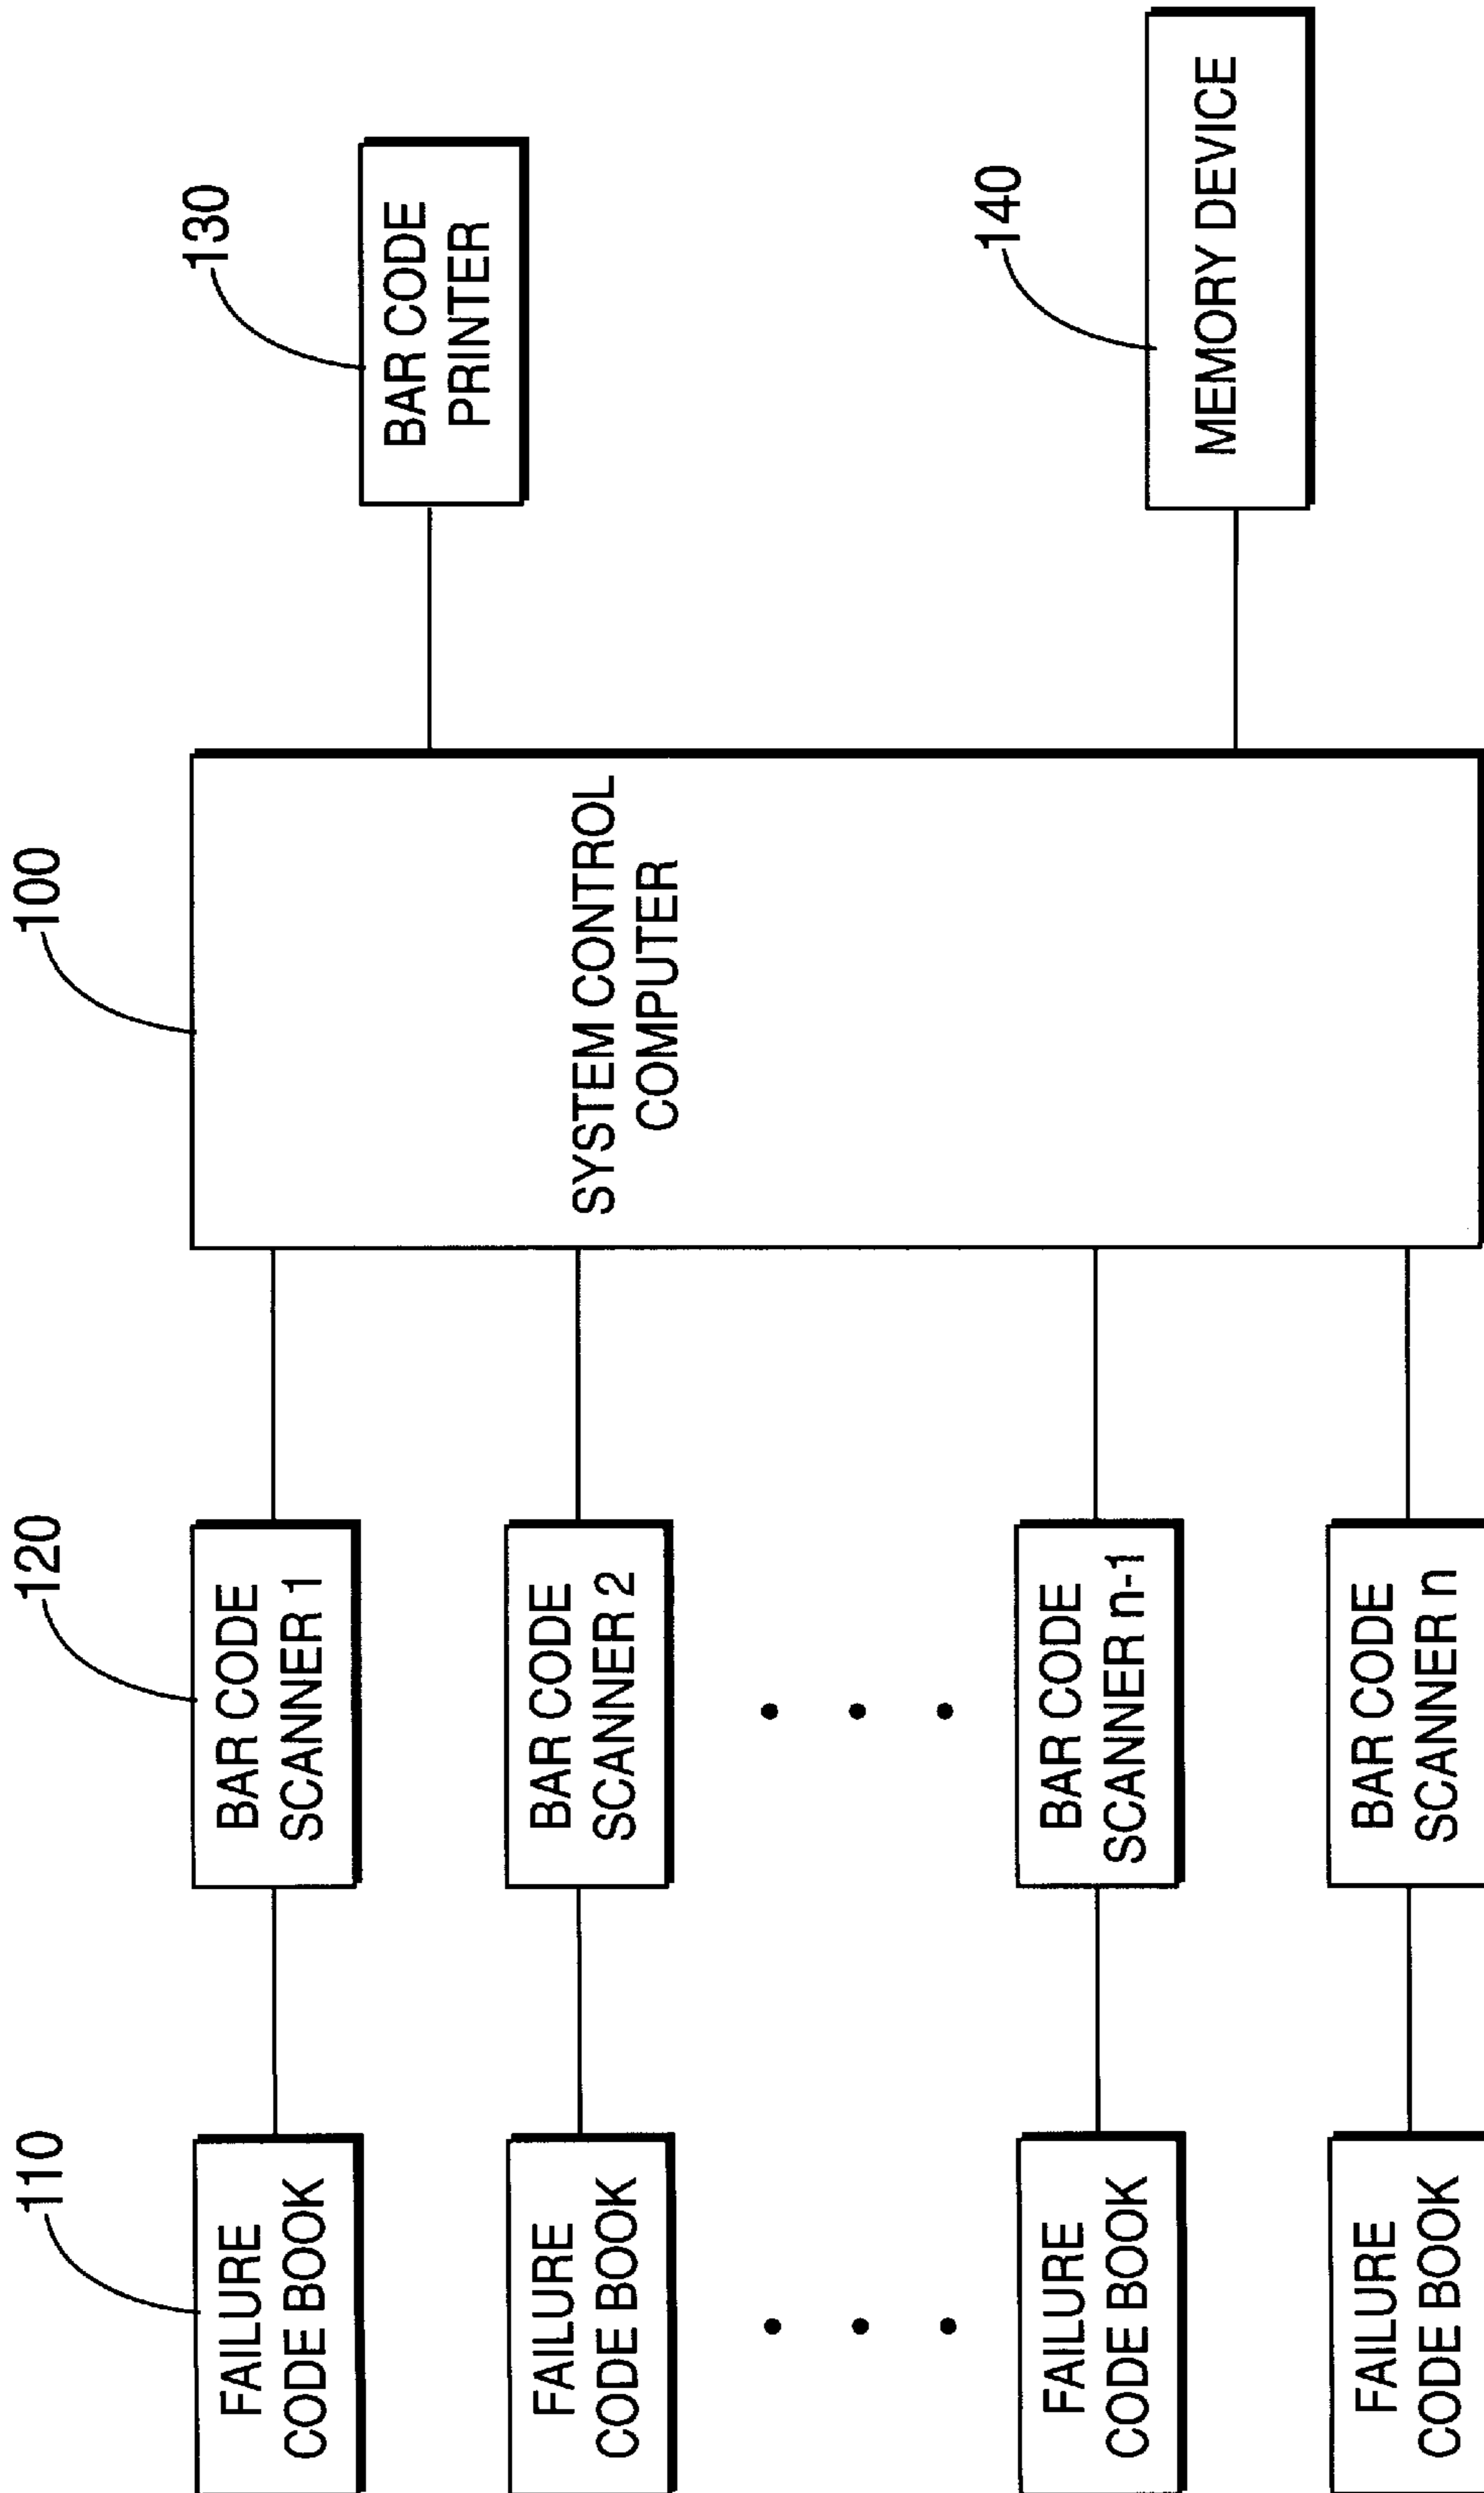 110
FAILURE
CODE BOOK
FAILURE
CODE BOOK
FAILURE
CODE BOOK
FAILURE
CODE BOOK
120
BAR CODE
SCANNER 1
BAR CODE
SCANNER 2
BAR CODE
SCANNER n-1
BAR CODE
SCANNER n
100
SYSTEM CONTROL
COMPUTER
130
BAR CODE
PRINTER
140
MEMORY DEVICE